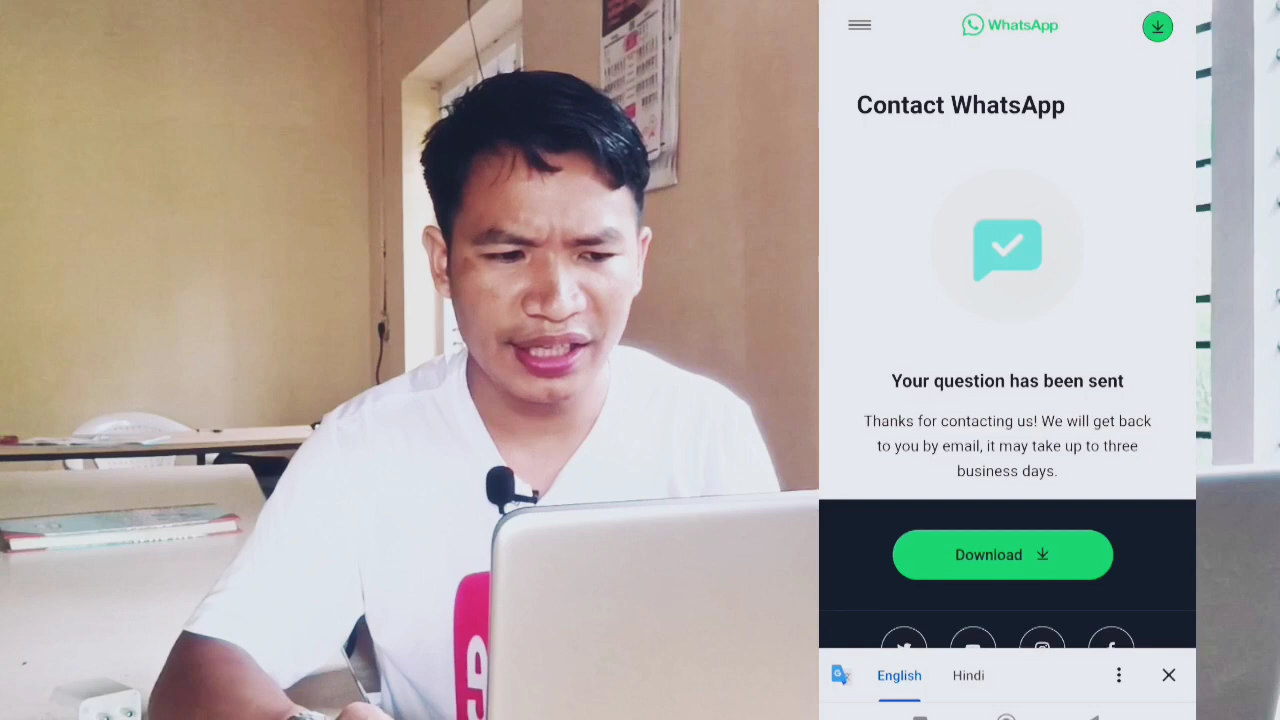 WhatsApp
Contact WhatsApp
Your question has been sent
Thanks for contacting us! We will get back
to you by email, it may take up to three
business days.
Download
English
Hindi